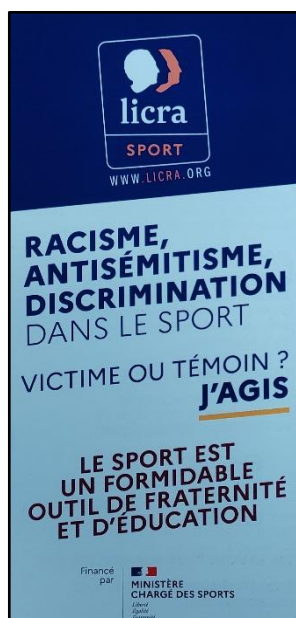 licra
SPORT
WWW.LICRA.ORG
RACISME,
ANTISÉMITISME,
DISCRIMINATION
DANS LE SPORT
VICTIME OU TÉMOIN ?
J'AGIS
LE SPORT EST
UN FORMIDABLE
OUTIL DE FRATERNITÉ
ET D'ÉDUCATION
Financé
par
MINISTÈRE
CHARGÉ DES SPORTS
Liberté
Égalité
Fraternité